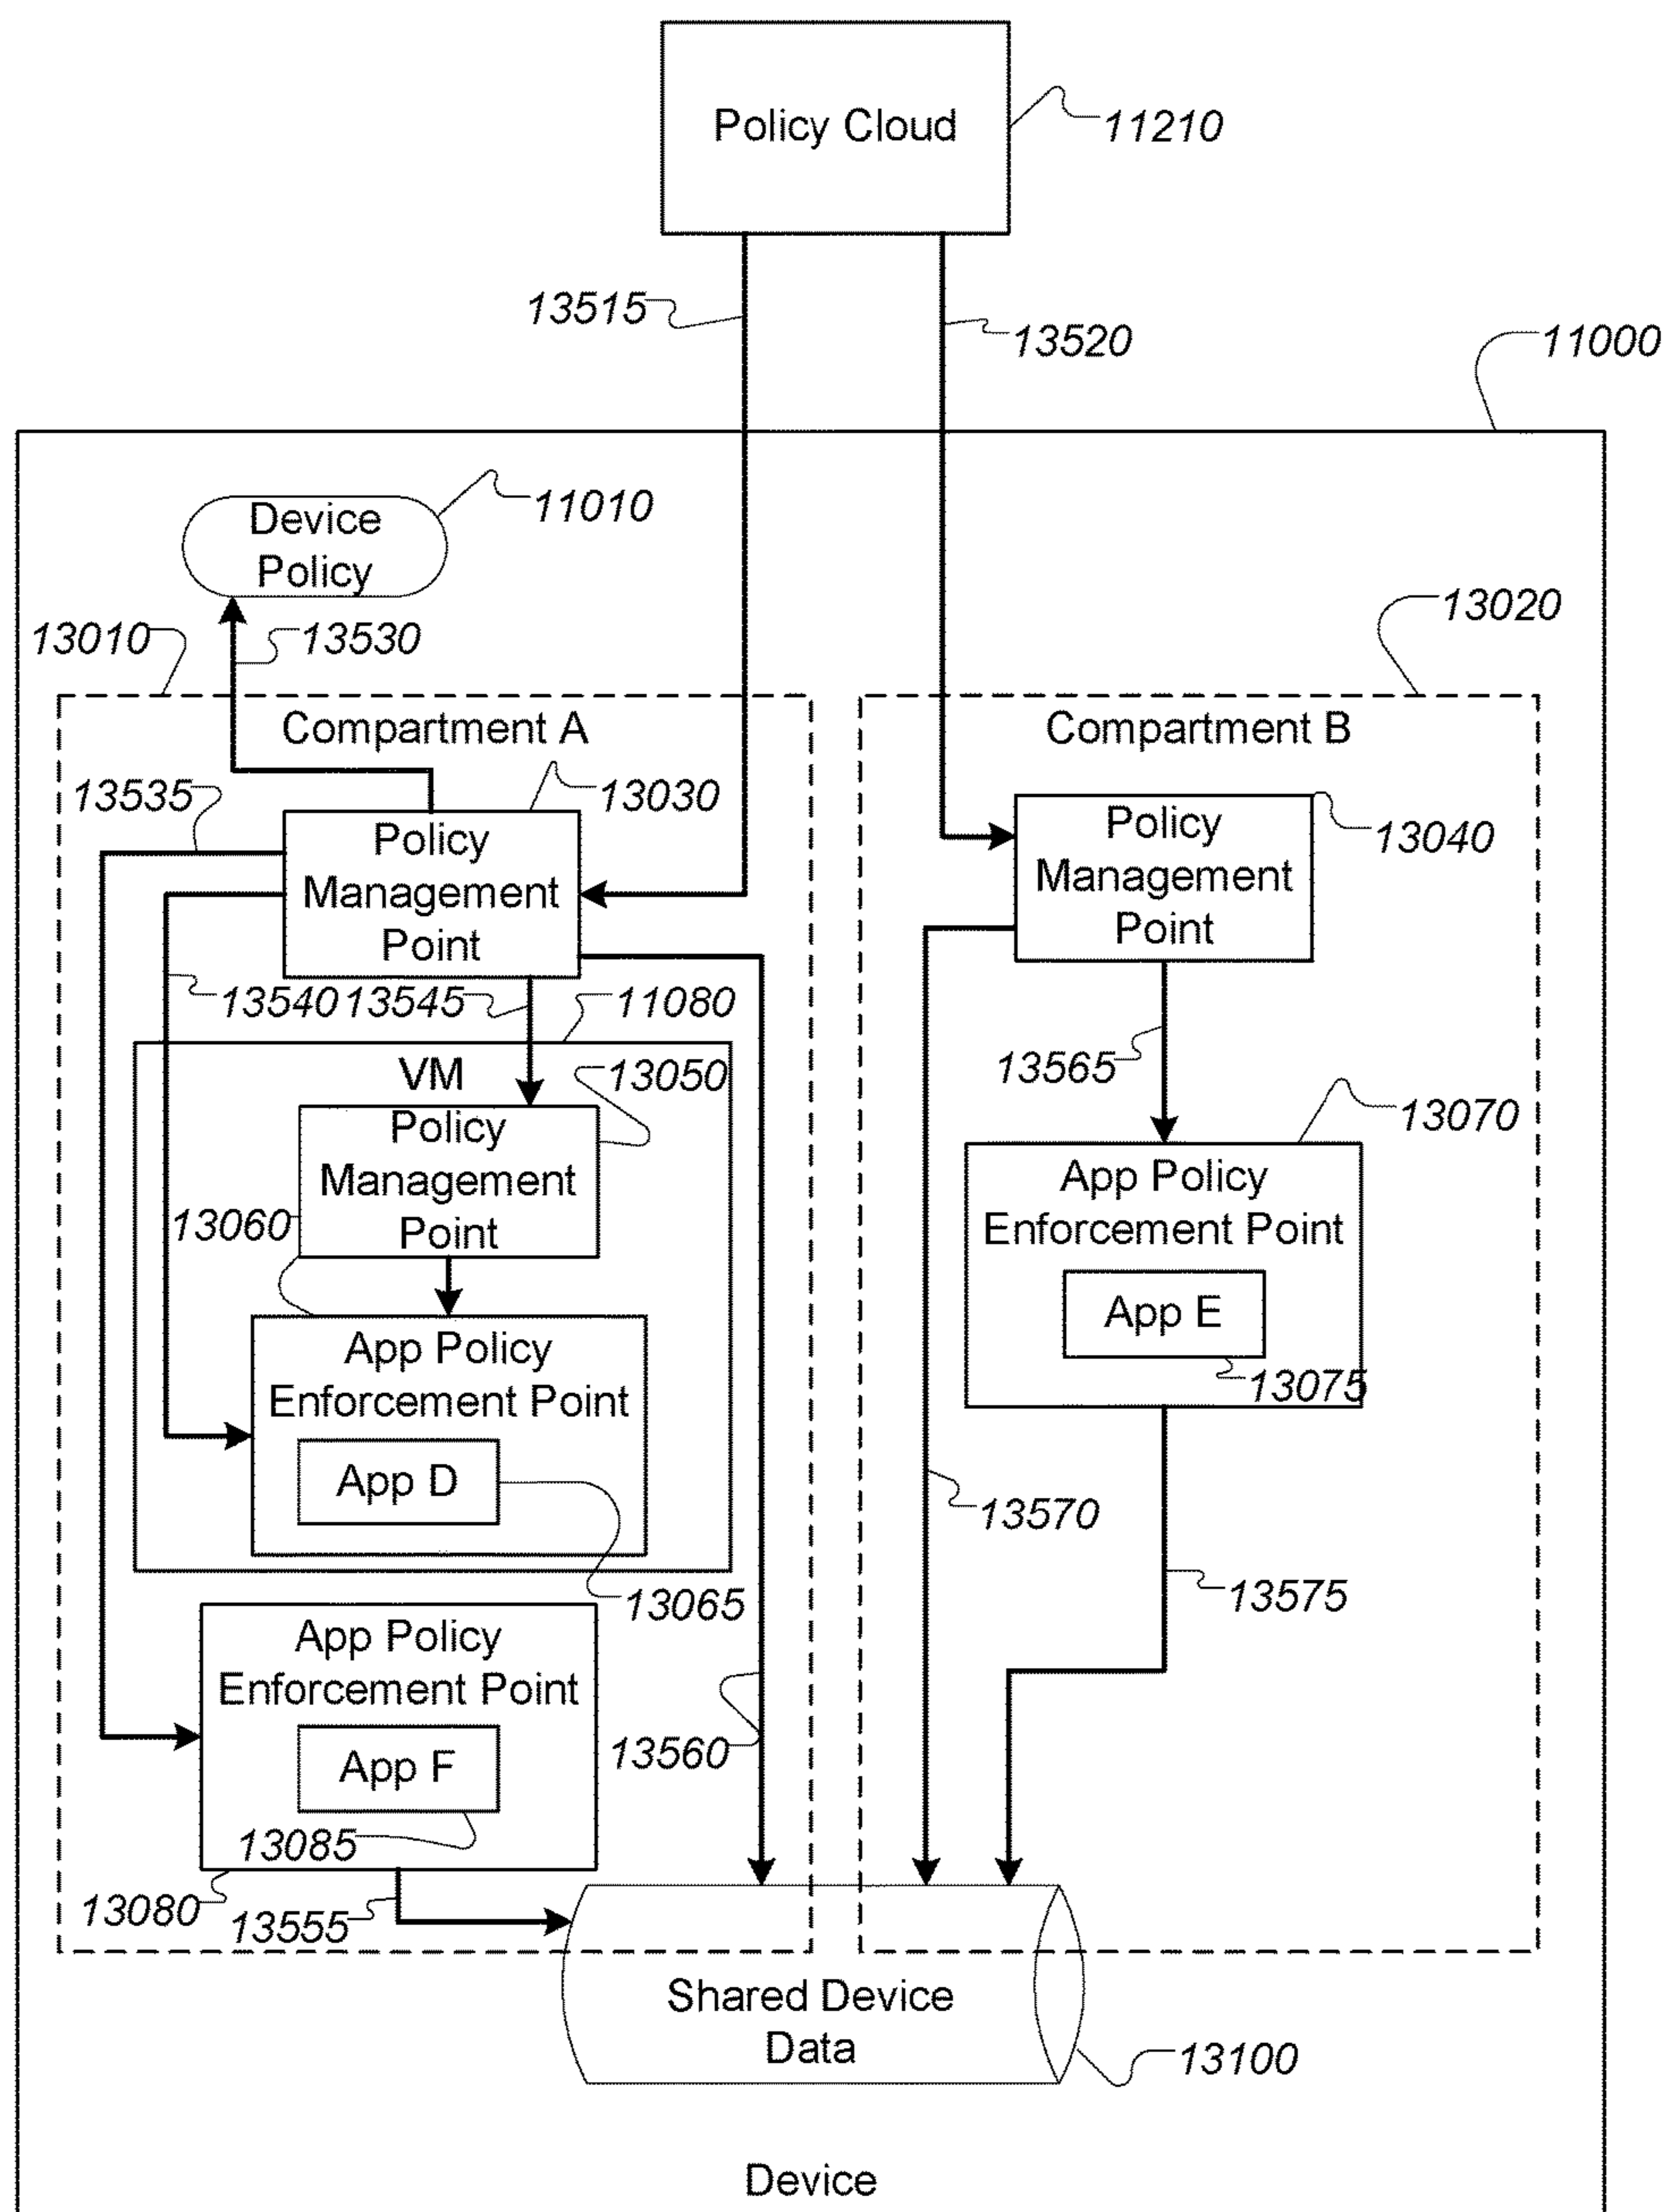 Policy Cloud
11210
13515
13520
11000
Device
Policy
11010
13010
13530
13020
Compartment A
Compartment B
13535
13030
Policy
Management
Point
Policy
Management
Point
13040
13540
13545
11080
VM
13050
13565
Policy
Management
Point
13060
13070
App Policy
Enforcement Point
App E
13075
App Policy
Enforcement Point
App D
13570
13065
13575
App Policy
Enforcement Point
App F
13560
13085
13080
13555
Shared Device
Data
13100
Device